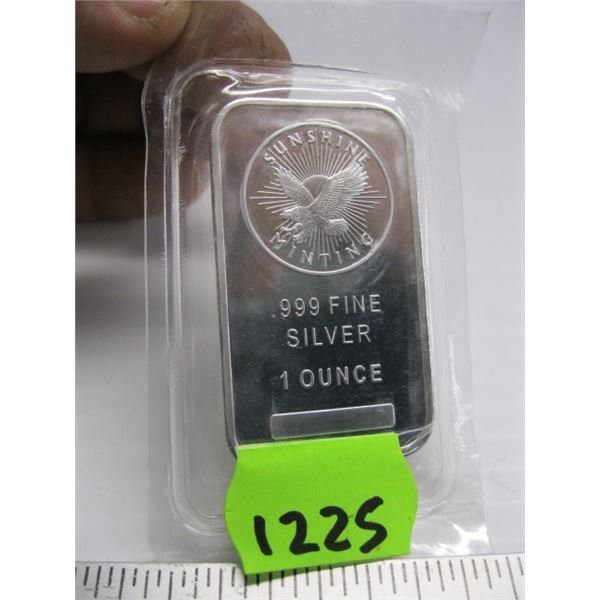 SUNSHINE
MINTING
.999 FINE
SILVER
1 OUNCE
1225